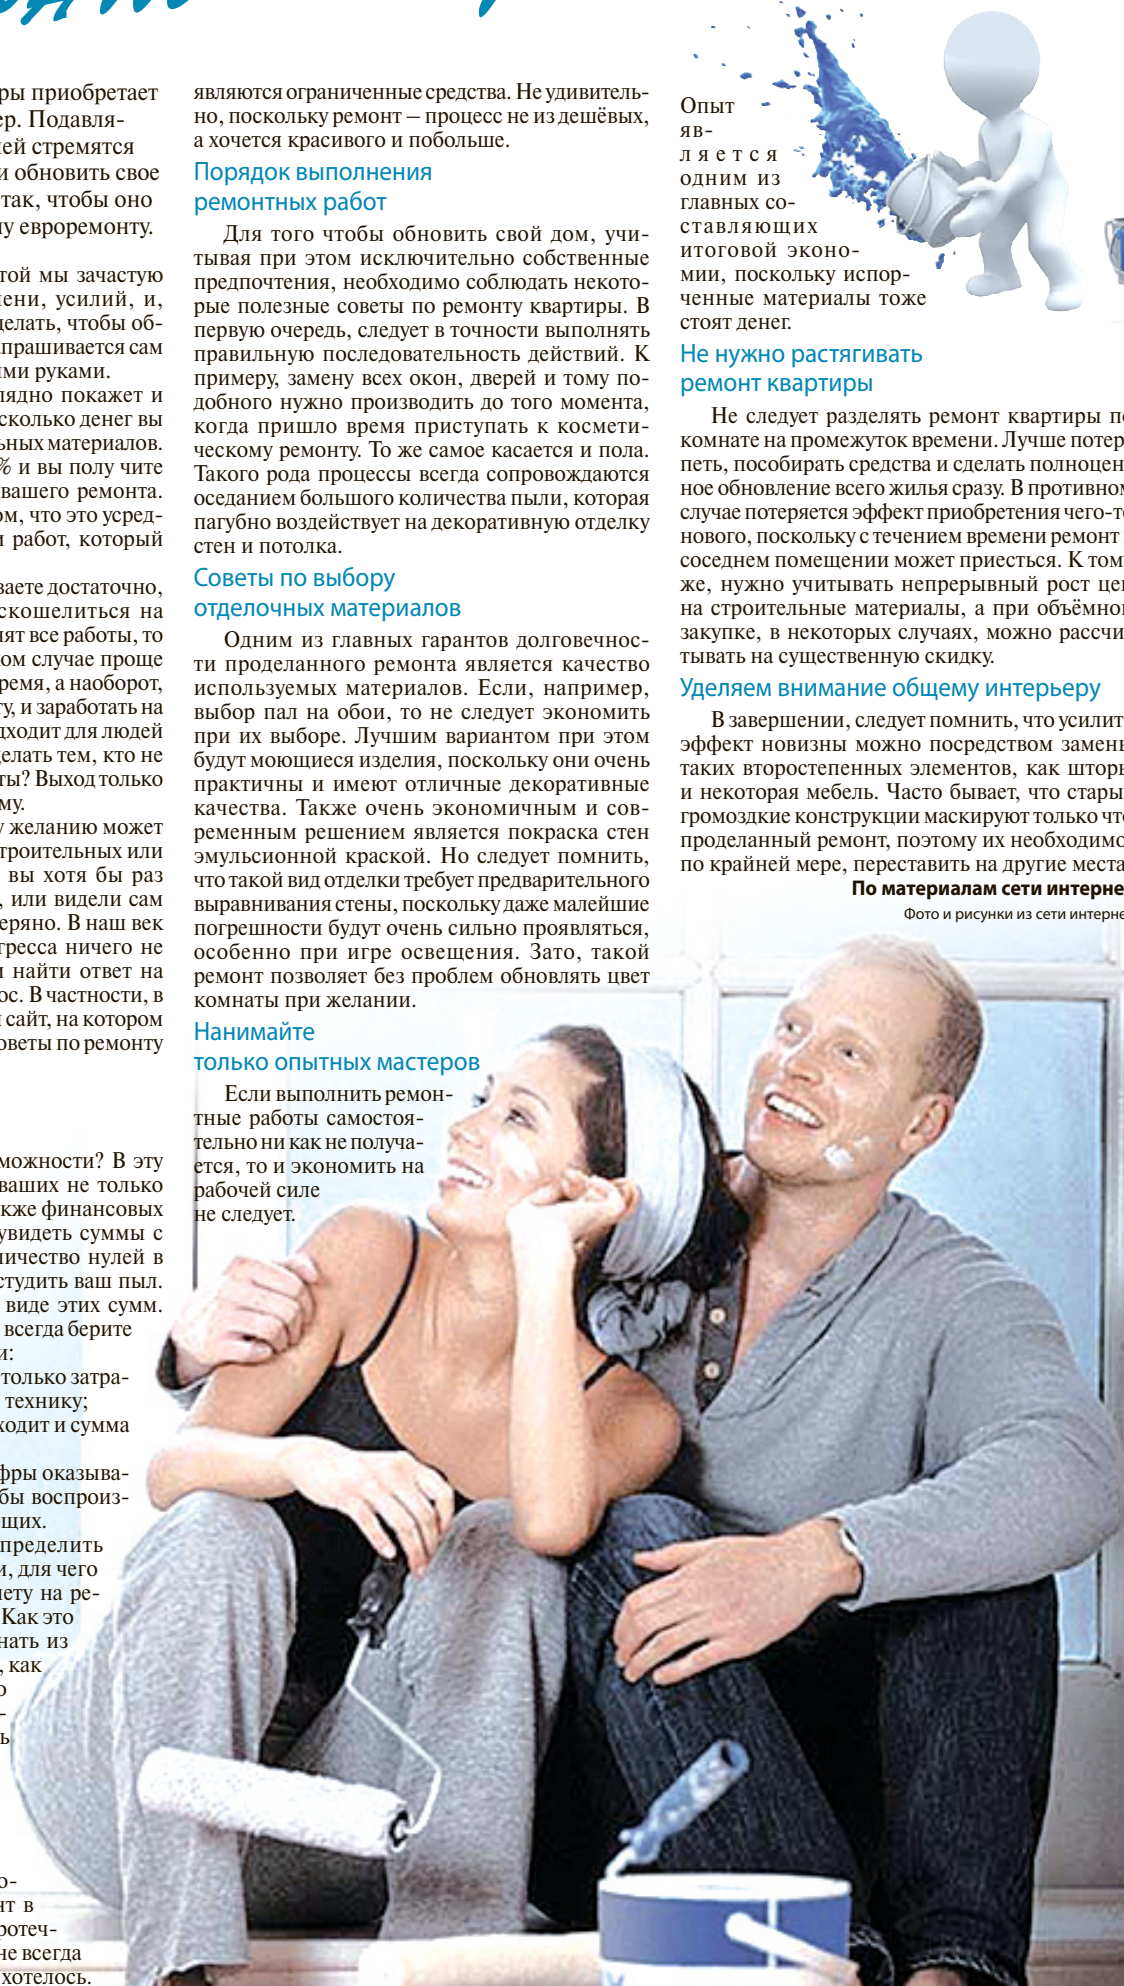 ры приобретает
ер. Подавля-
ей стремятся
и обновить свое
так, чтобы оно
у евроремонту.
той мы зачастую
ени, усилий, и,
делать, чтобы об-
апрашивается сам
ими руками.
лядно покажет и
сколько денег вы
ьных материалов.
% и вы полу чите
вашего ремонта.
ом, что это усред-
и работ, который
ваете достаточно,
скошелиться на
нят все работы, то
ом случае проще
ремя, а наоборот,
ту, и заработать на
дходит для людей
делать тем, кто не
ты? Выход только
му.
у желанию может
троительных или
вы хотя бы раз
, или видели сам
еряно. В наш век
гресса ничего не
и найти ответ на
ос. В частности, в
сайт, на котором
оветы по ремонту
можности? В эту
ваших не только
кже финансовых
увидеть суммы с
личество нулей в
студить ваш пыл.
виде этих сумм.
всегда берите
и:
только затра-
технику;
ходит и сумма
фры оказыва-
бы воспроиз-
щих.
пределить
и, для чего
ету на ре-
Как это
нать из
, как
о
-
ь
о-
нт в
ротеч-
не всегда
хотелось.
являются ограниченные средства. Не удивитель-
но, поскольку ремонт – процесс не из дешёвых,
а хочется красивого и побольше.
Порядок выполнения
ремонтных работ
Для того чтобы обновить свой дом, учи-
тывая при этом исключительно собственные
предпочтения, необходимо соблюдать некото-
рые полезные советы по ремонту квартиры. В
первую очередь, следует в точности выполнять
правильную последовательность действий. К
примеру, замену всех окон, дверей и тому по-
добного нужно производить до того момента,
когда пришло время приступать к космети-
ческому ремонту. То же самое касается и пола.
Такого рода процессы всегда сопровождаются
оседанием большого количества пыли, которая
пагубно воздействует на декоративную отделку
стен и потолка.
Советы по выбору
отделочных материалов
Одним из главных гарантов долговечнос-
ти проделанного ремонта является качество
используемых материалов. Если, например,
выбор пал на обои, то не следует экономить
при их выборе. Лучшим вариантом при этом
будут моющиеся изделия, поскольку они очень
практичны и имеют отличные декоративные
качества. Также очень экономичным и сов-
ременным решением является покраска стен
эмульсионной краской. Но следует помнить,
что такой вид отделки требует предварительного
выравнивания стены, поскольку даже малейшие
погрешности будут очень сильно проявляться,
особенно при игре освещения. Зато, такой
ремонт позволяет без проблем обновлять цвет
комнаты при желании.
Нанимайте
только опытных мастеров
Если выполнить ремон-
тные работы самостоя-
тельно ни как не получа-
ется, то и экономить на
рабочей силе
не следует.
Опыт
яв-
ляется
одним из
главных со-
ставляющих
итоговой эконо-
мии, поскольку испор-
ченные материалы тоже
стоят денег.
Не нужно растягивать
ремонт квартиры
Не следует разделять ремонт квартиры по
комнате на промежуток времени. Лучше потер-
петь, пособирать средства и сделать полноцен-
ное обновление всего жилья сразу. В противном
случае потеряется эффект приобретения чего-то
нового, поскольку с течением времени ремонт
соседнем помещении может приесться. К тому
же, нужно учитывать непрерывный рост цен
на строительные материалы, а при объёмной
закупке, в некоторых случаях, можно рассчи-
тывать на существенную скидку.
Уделяем внимание общему интерьеру
В завершении, следует помнить, что усилит
эффект новизны можно посредством замены
таких второстепенных элементов, как шторы
и некоторая мебель. Часто бывает, что стары
громоздкие конструкции маскируют только что
проделанный ремонт, поэтому их необходимо
по крайней мере, переставить на другие места
По материалам сети интерне
Фото и рисунки из сети интерне